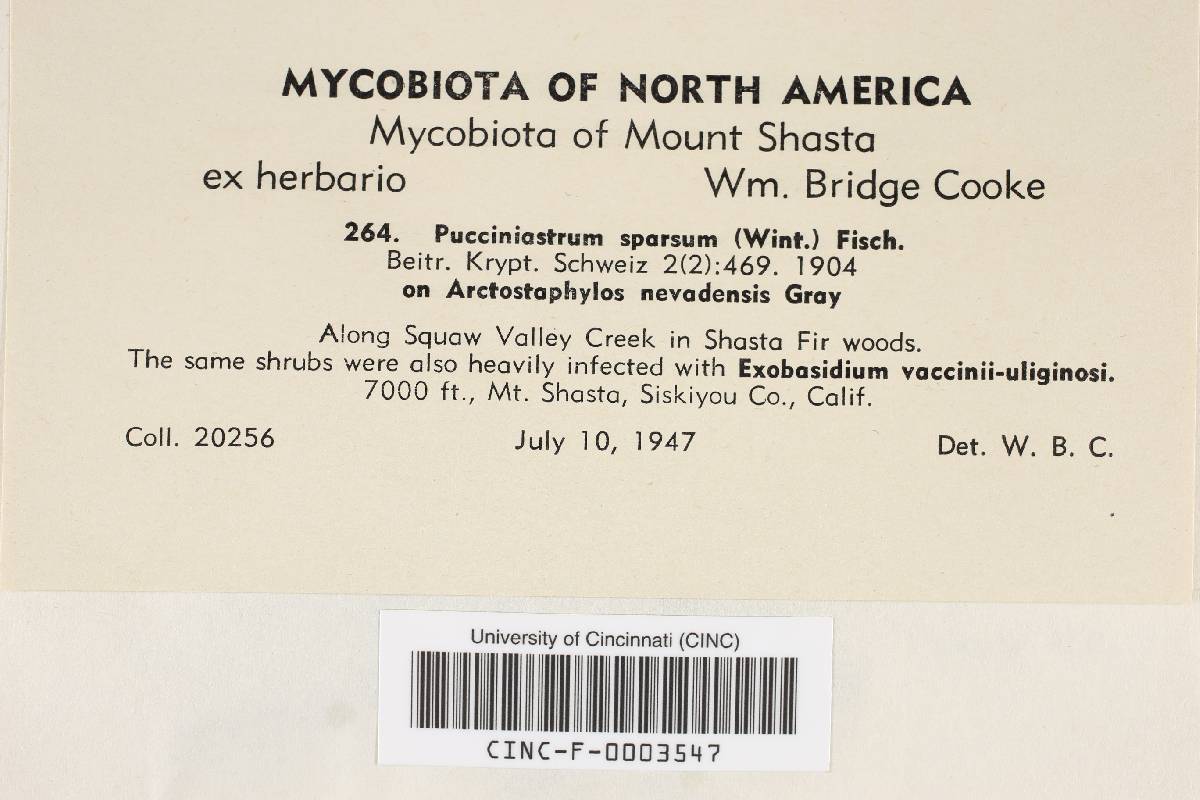 MYCOBIOTA OF NORTH AMERICA
Mycobiota of Mount Shasta
ex herbario Wm. Bridge Cooke
264. Pucciniastrum sparsum (Wint.) Fisch.
Beitr. Krypt. Schweiz 2(2):469. 1904
on Arctostaphylos nevadensis Gray
Along Squaw Valley Creek in Shasta Fir woods.
The same shrubs were also heavily infected with Exobasidium vaccinii-uliginosi.
7000 ft., Mt. Shasta, Siskiyou Co., Calif.
Coll. 20256 July 10, 1947 Det. W. B. C.
University of Cincinnati (CINC)
CINC-F-0003547